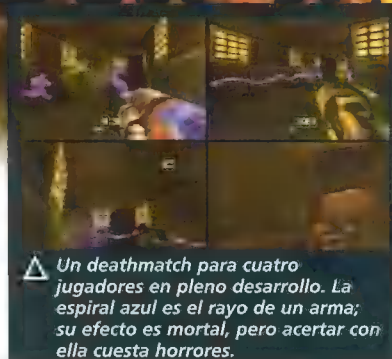 Un deathmatch para cuatro
jugadores en pleno desarrollo. La
espiral azul es el rayo de un arma;
su efecto es mortal, pero acertar con
ella cuesta horrores.